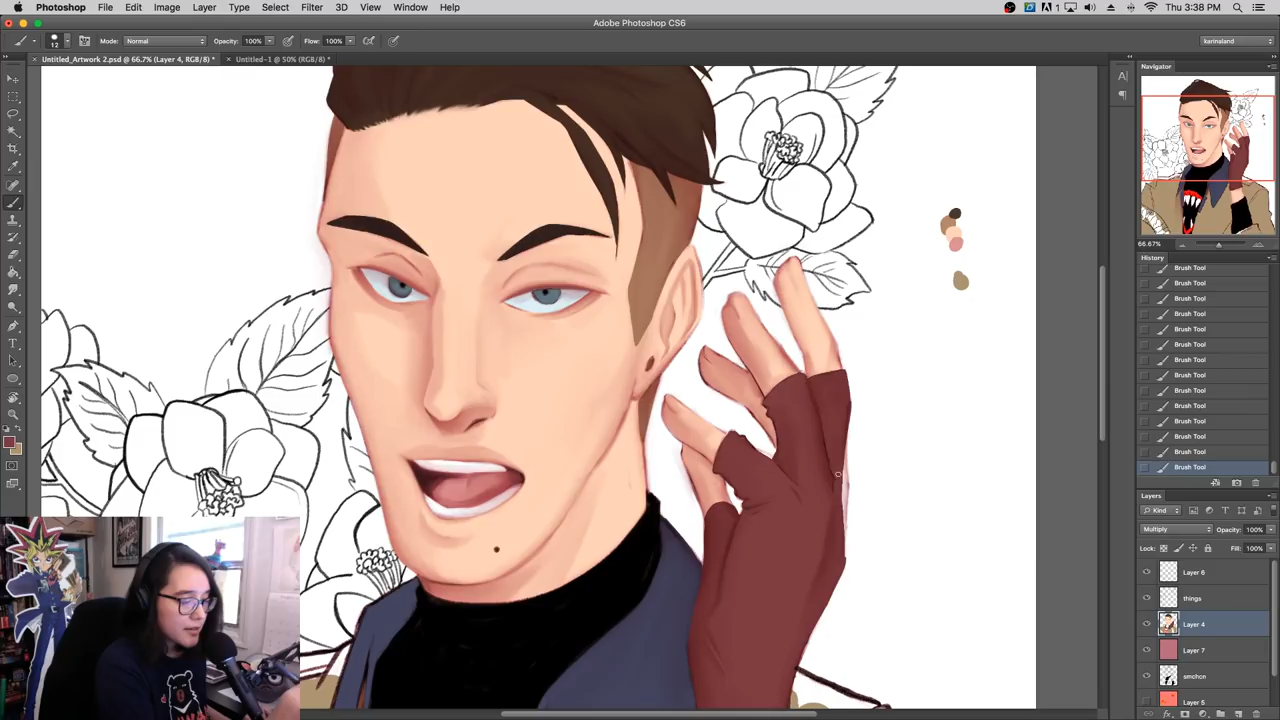 Photoshop File Edit Image Layer Type Select Filter 3D View Window Help
1 Thu 3:38 PM
Adobe Photoshop CS6
12 Mode: Normal Opacity: 100% Flow: 100% karinaland
Untitled_Artwork 2.psd @ 66.7% (Layer 4, RGB/8) * Untitled-1 @ 50% (RGB/8) *
Navigator
66.67%
History
Brush Tool
Brush Tool
Brush Tool
Brush Tool
Brush Tool
Brush Tool
Brush Tool
Brush Tool
Brush Tool
Brush Tool
Brush Tool
Brush Tool
Brush Tool
Brush Tool
Layers
Kind
Multiply Opacity: 100%
Lock: Fill: 100%
Layer 6
things
Layer 4
Layer 7
smchcn
Layer 5